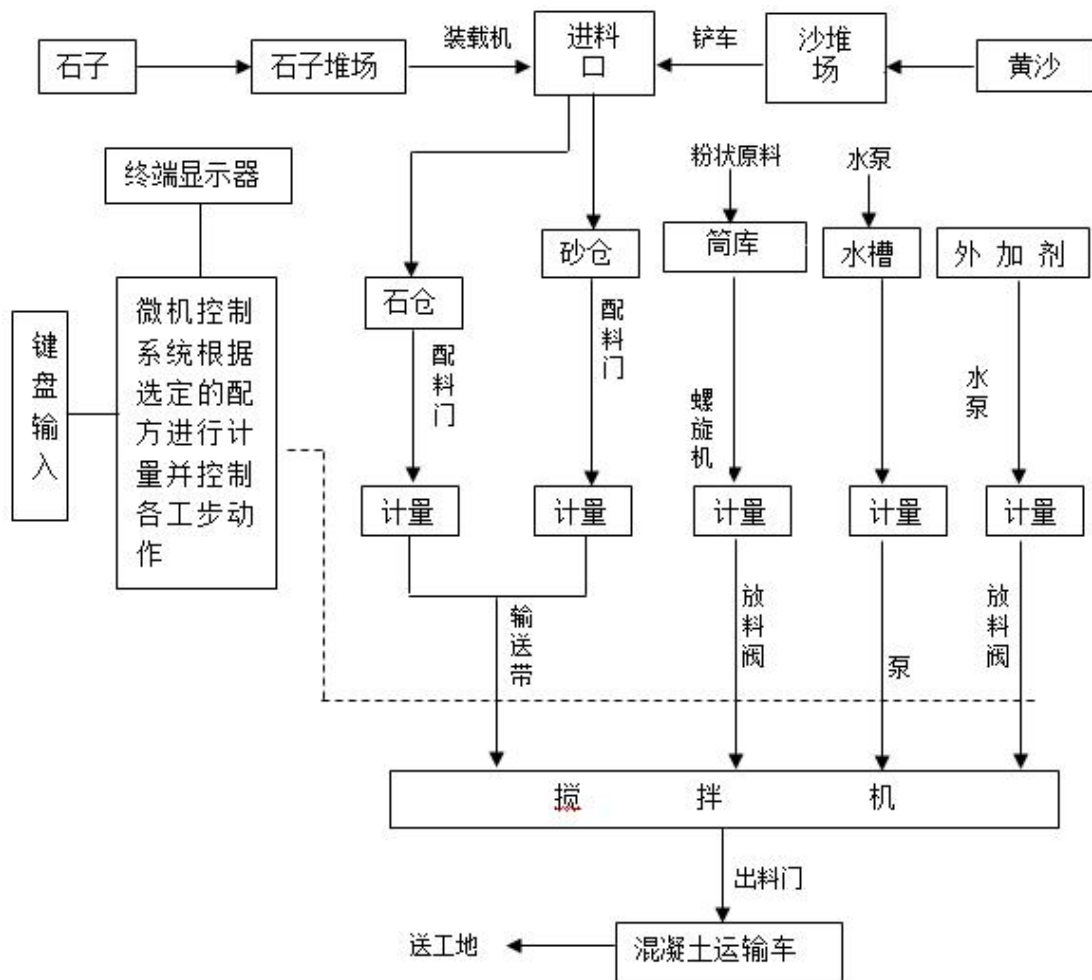 石子
石子堆场
装载机
进料
口
铲车
沙堆
场
黄沙
终端显示器
粉状原料
水泵
石仓
砂仓
筒库
水槽
外 加 剂
键
盘
输
入
微机控制
系统根据
选定的配
方进行计
量并控制
各工步动
作
配
料
门
配
料
门
螺
旋
机
水
泵
计量
计量
计量
计量
计量
输
送
带
放
料
阀
泵
放
料
阀
搅 拌 机
出料门
送工地
混凝土运输车